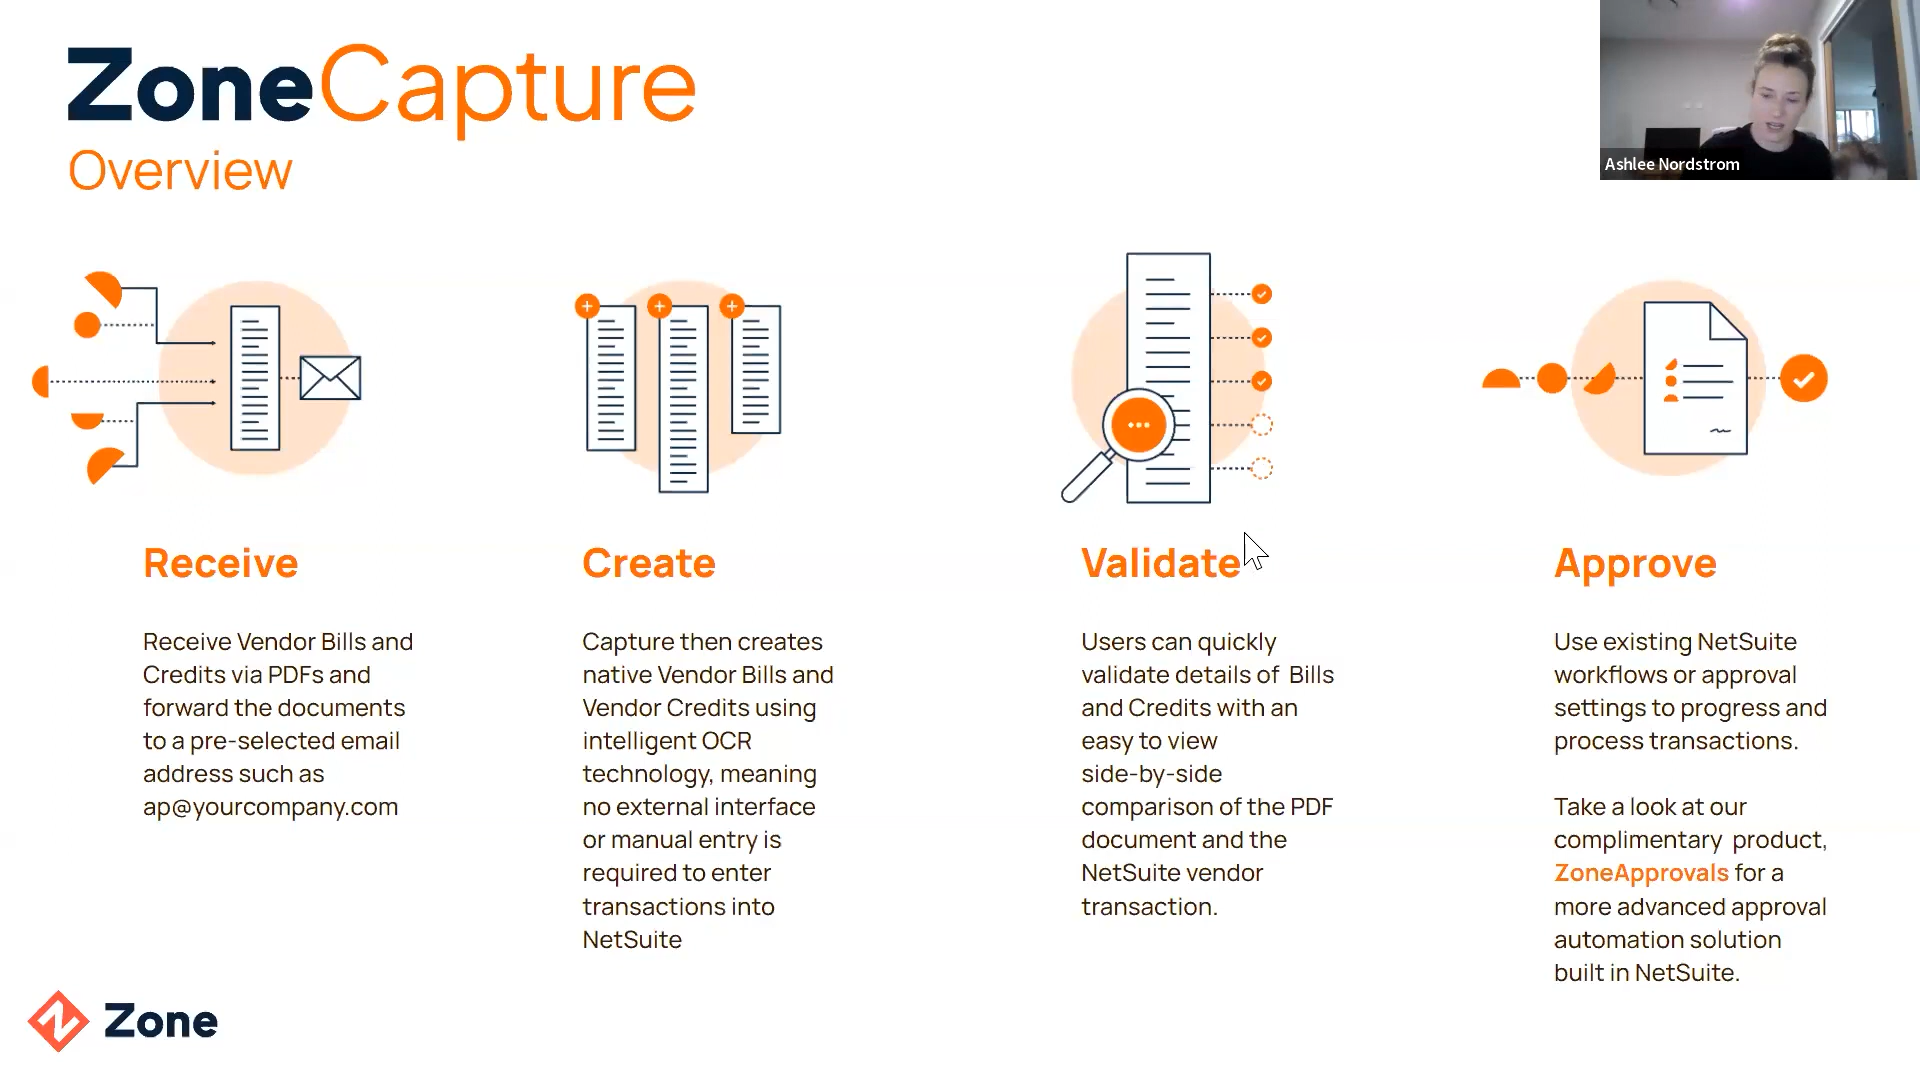 ZoneCapture
Overview
Ashlee Nordstrom
Receive
Receive Vendor Bills and
Credits via PDFs and
forward the documents
to a pre-selected email
address such as
ap@yourcompany.com
Create
Capture then creates
native Vendor Bills and
Vendor Credits using
intelligent OCR
technology, meaning
no external interface
or manual entry is
required to enter
transactions into
NetSuite
Validate
Users can quickly
validate details of  Bills
and Credits with an
easy to view
side-by-side
comparison of the PDF
document and the
NetSuite vendor
transaction.
Approve
Use existing NetSuite
workflows or approval
settings to progress and
process transactions.
Take a look at our
complimentary  product,
ZoneApprovals for a
more advanced approval
automation solution
built in NetSuite.
Zone